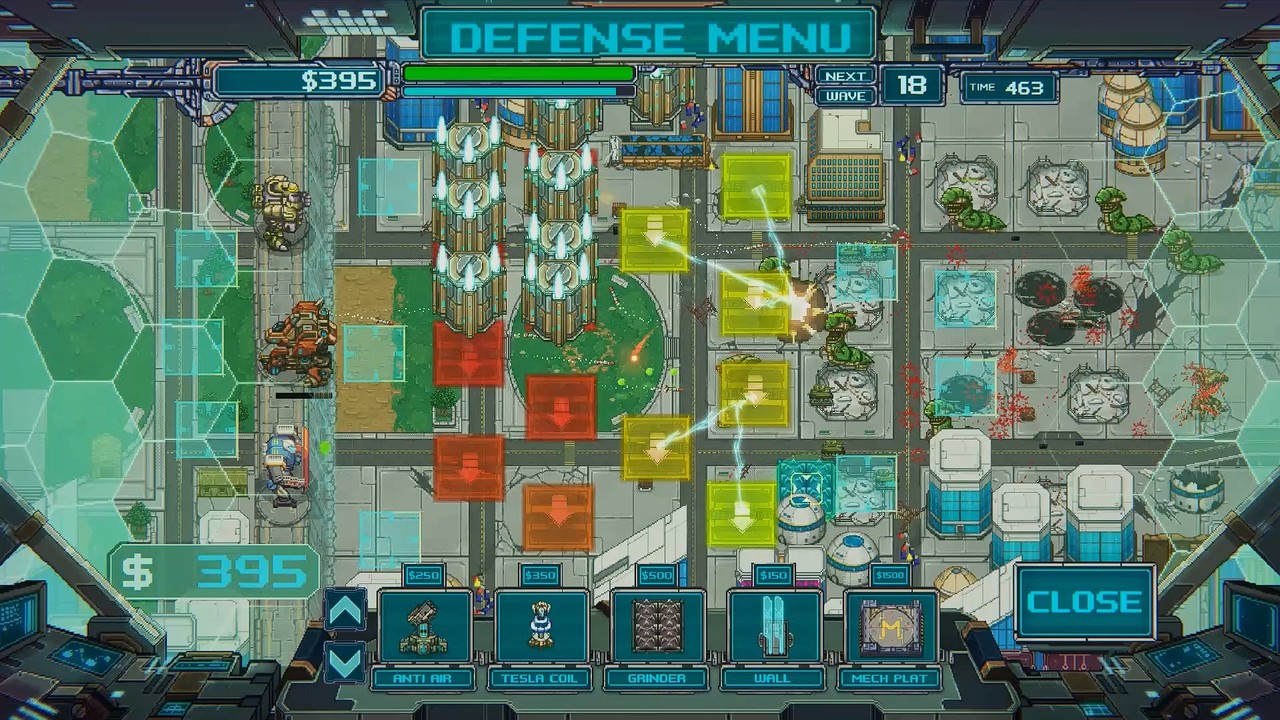 DEFENSE MENU
$395
NEXT
WAVE
18
TIME 463
$ 395
$250
$350
$500
$150
$1500
M
ANTI AIR
TESLA COIL
GRINDER
WALL
MECH PLAT
CLOSE